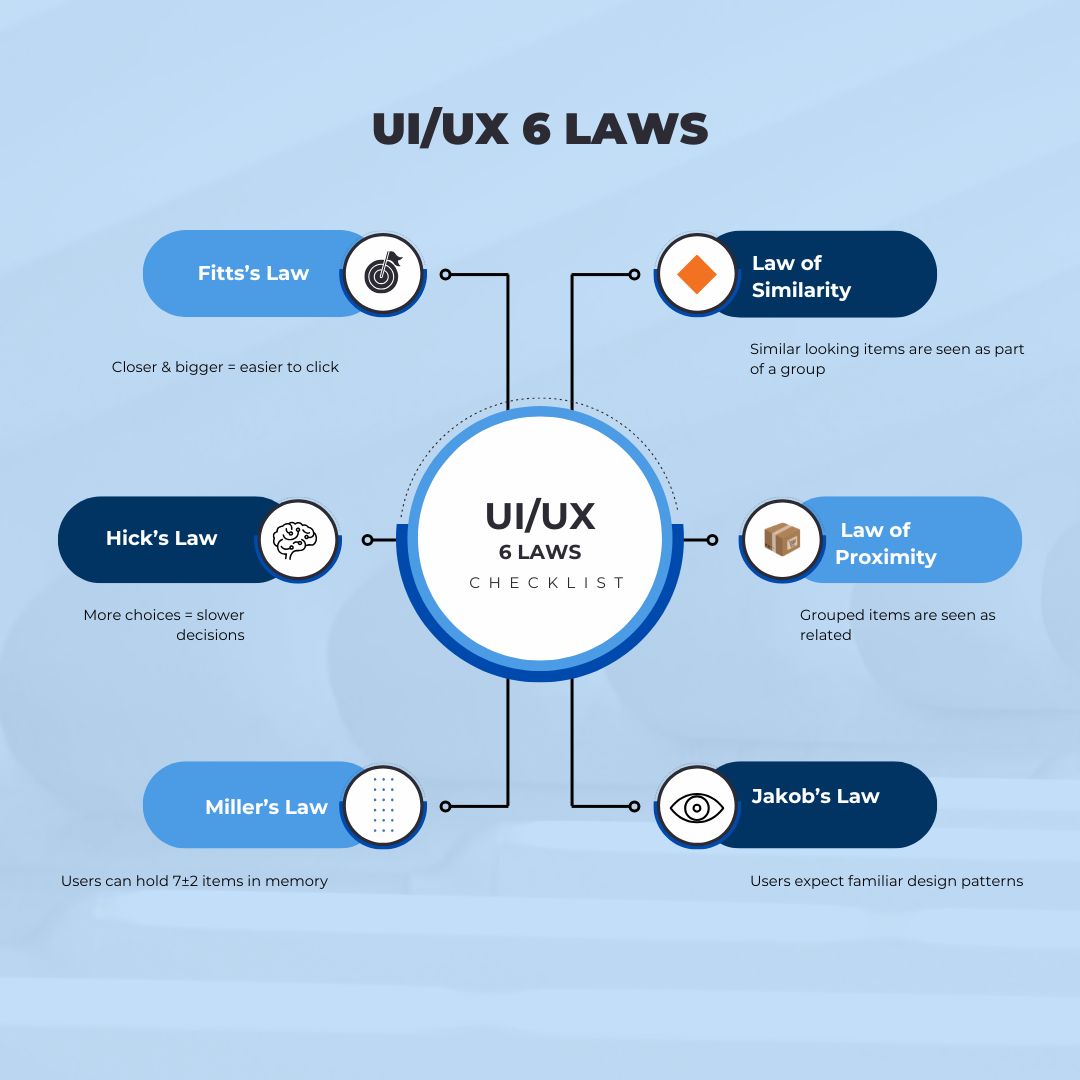 UI/UX 6 LAWS
Fitts’s Law
Closer & bigger = easier to click
Law of
Similarity
Similar looking items are seen as part
of a group
Hick’s Law
More choices = slower
decisions
UI/UX
6 LAWS
CHECKLIST
Law of
Proximity
Grouped items are seen as
related
Miller’s Law
Users can hold 7±2 items in memory
Jakob’s Law
Users expect familiar design patterns